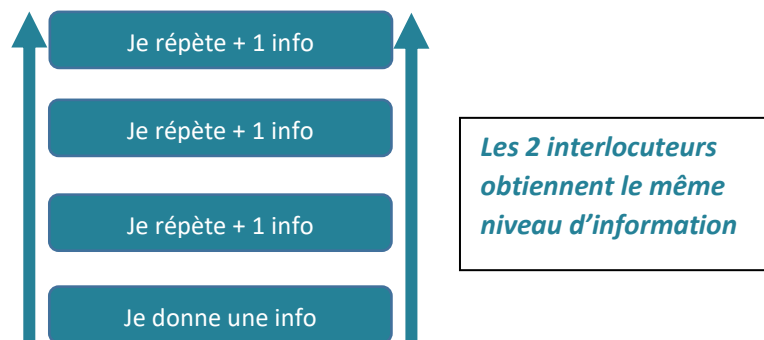 Je répète + 1 info
Je répète + 1 info
Je répète + 1 info
Je donne une info
Les 2 interlocuteurs
obtiennent le même
niveau d’information